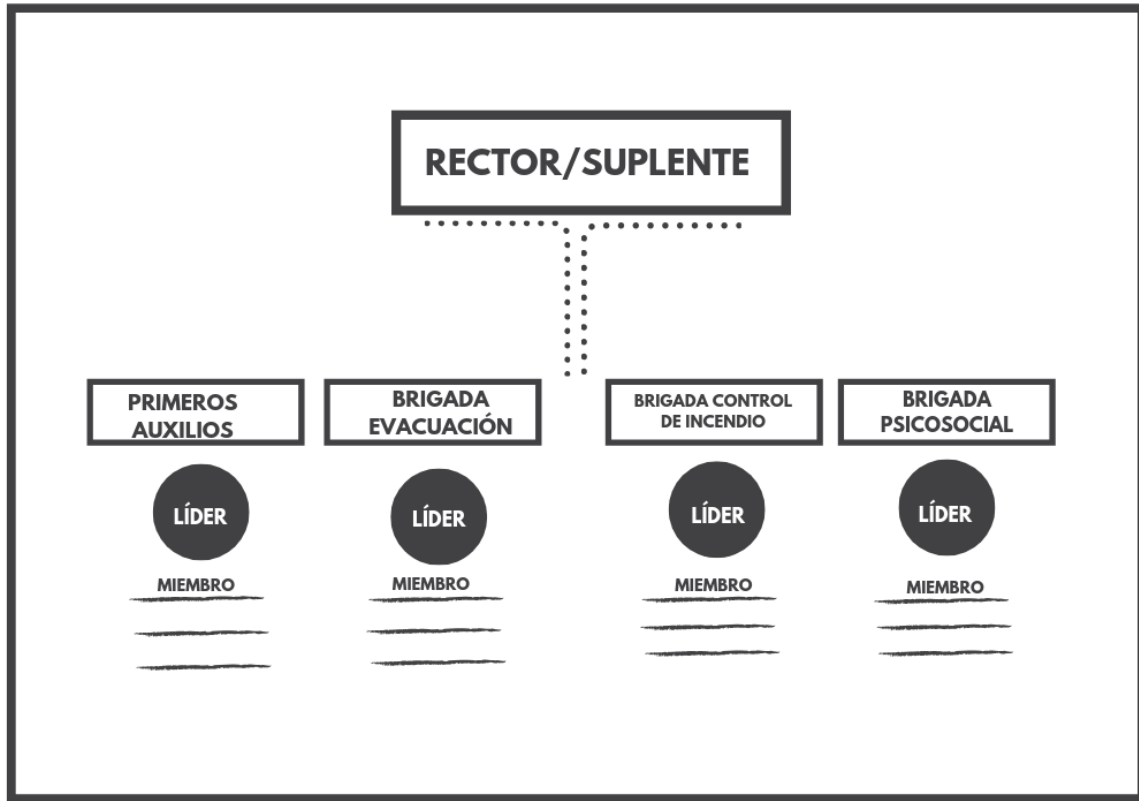 RECTOR/SUPLENTE
PRIMEROS
AUXILIOS
BRIGADA
EVACUACIÓN
BRIGADA CONTROL
DE INCENDIO
BRIGADA
PSICOSOCIAL
LÍDER
LÍDER
LÍDER
LÍDER
MIEMBRO
MIEMBRO
MIEMBRO
MIEMBRO